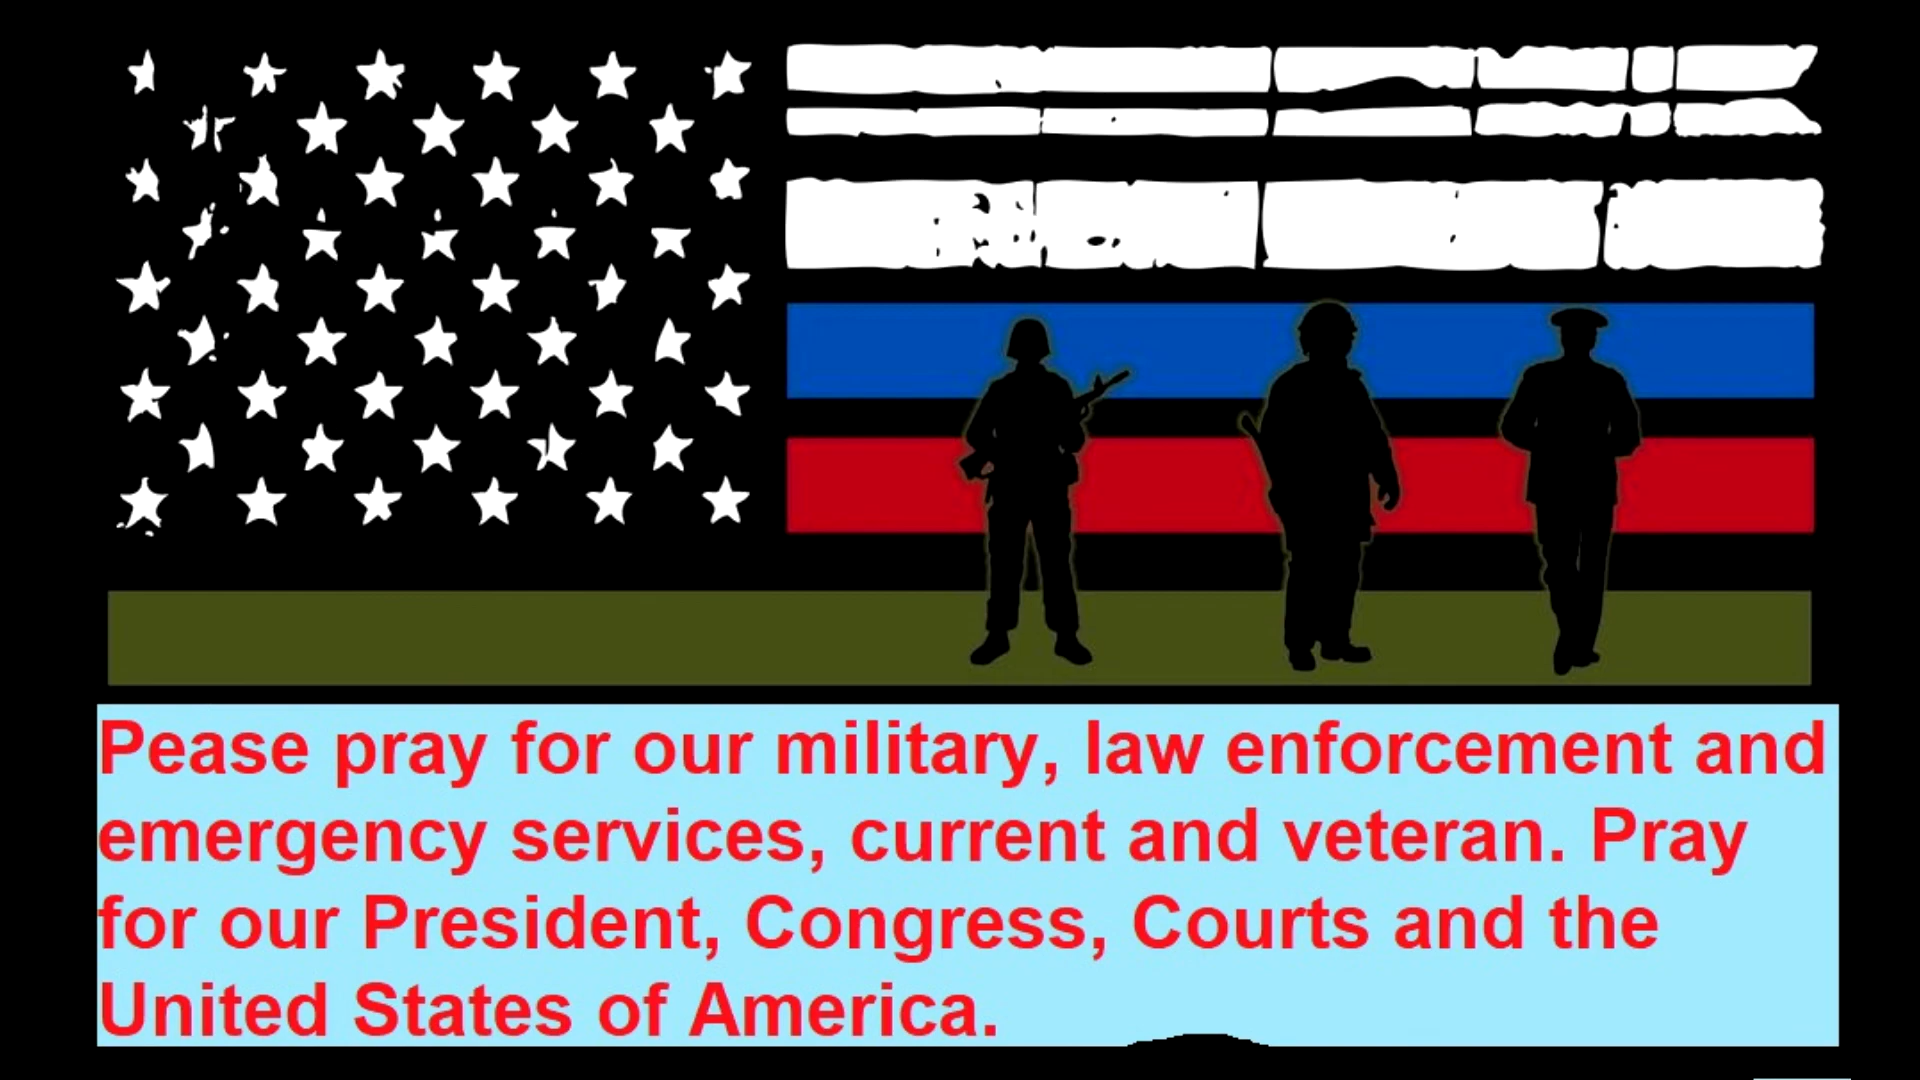 Pease pray for our military, law enforcement and
emergency services, current and veteran. Pray
for our President, Congress, Courts and the
United States of America.